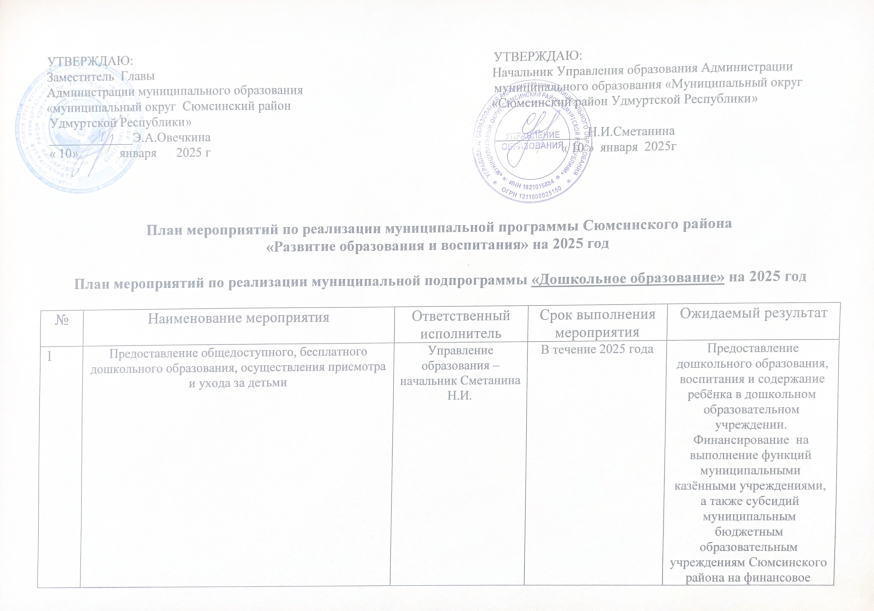 УТВЕРЖДАЮ:
Заместитель Главы
Администрации муниципального образования
«муниципальный округ Сюмсинский район
Удмуртской Республики»
_____________Э.А.Овечкина
« 10» января 2025 г
УТВЕРЖДАЮ:
Начальник Управления образования Администрации
муниципального образования «Муниципальный округ
«Сюмсинский район Удмуртской Республики»
Н.И.Сметанина
« 10 » января 2025г
УПРАВЛЕНИЕ
ОБРАЗОВАНИЯ
План мероприятий по реализации муниципальной программы Сюмсинского района
«Развитие образования и воспитания» на 2025 год
План мероприятий по реализации муниципальной подпрограммы «Дошкольное образование» на 2025 год
№
Наименование мероприятия
Ответственный
исполнитель
Срок выполнения
мероприятия
Ожидаемый результат
1
Предоставление общедоступного, бесплатного
дошкольного образования, осуществления присмотра
и ухода за детьми
Управление
образования –
начальник Сметанина
Н.И.
В течение 2025 года
Предоставление
дошкольного образования,
воспитания и содержание
ребёнка в дошкольном
образовательном
учреждении.
Финансирование на
выполнение функций
муниципальными
казёнными учреждениями,
а также субсидий
муниципальным
бюджетным
образовательным
учреждениям Сюмсинского
района на финансовое